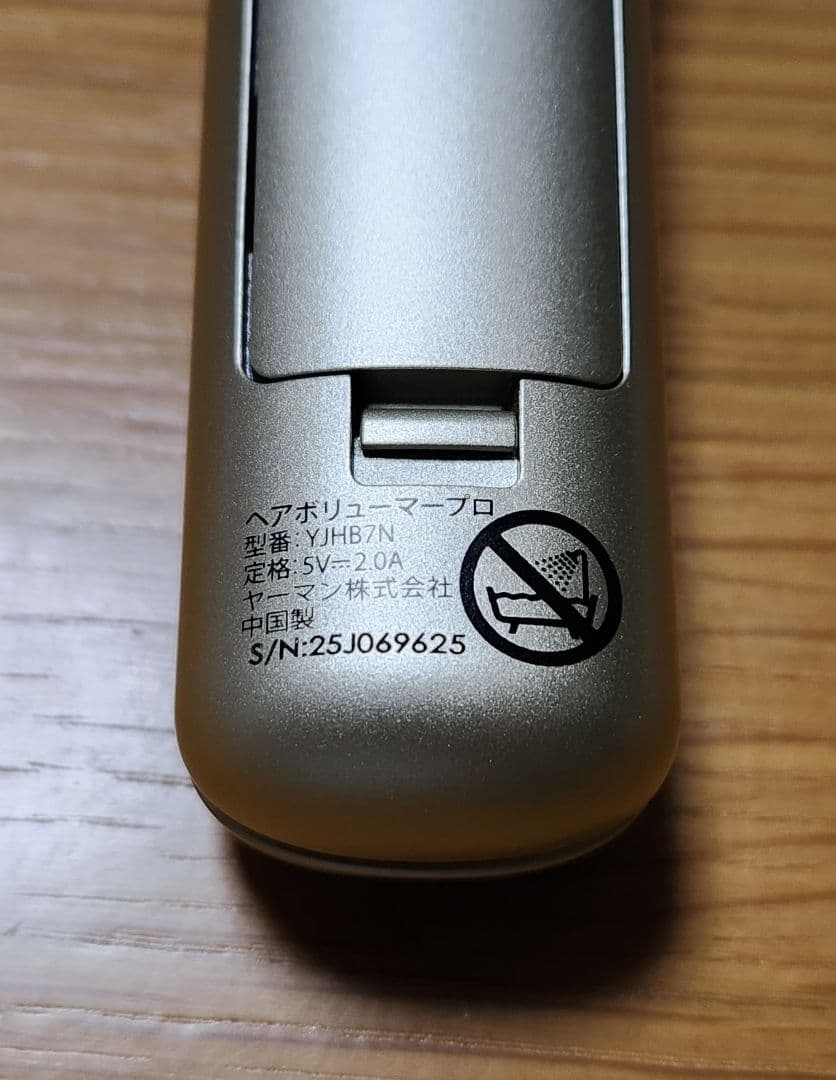 ヘアボリューマープロ
型番:YJHB7N
定格:5V⎓2.0A
ヤーマン株式会社
中国製
S/N:25J069625